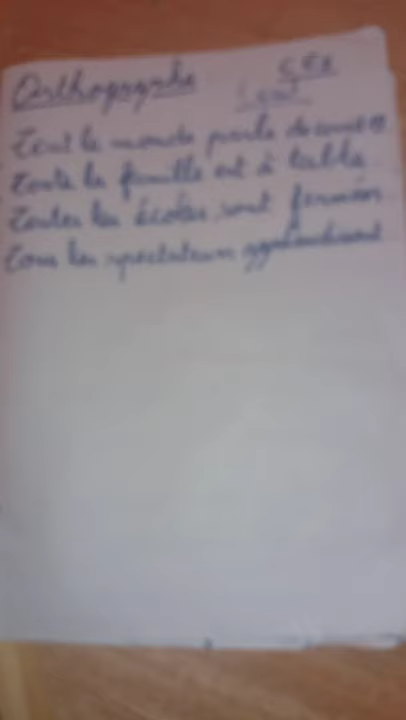 Orthographe
CE2
Tout le monde parle
Toute la famille est à table
Toutes les écoles sont fermées
Tous les spectateurs applaudissent